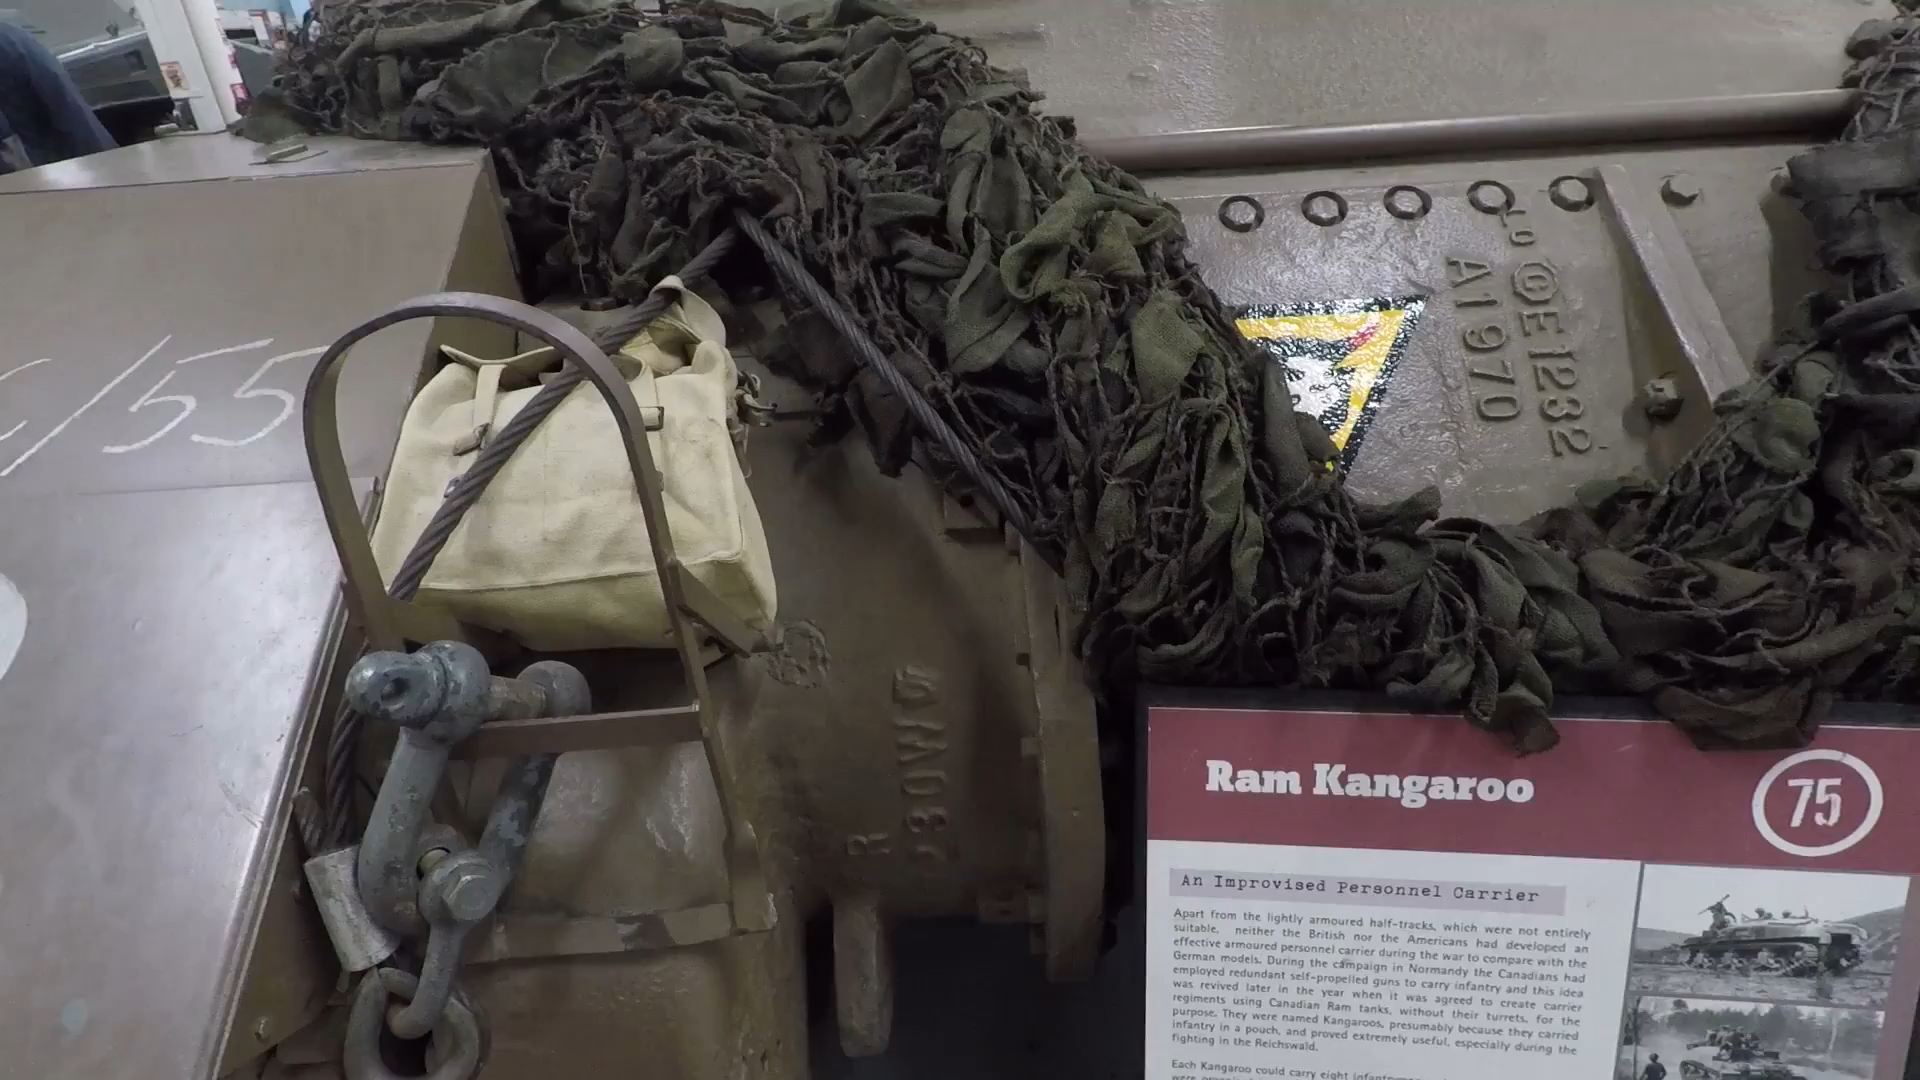 /55
LO ©E1232
A1970
R
Ram Kangaroo
75
An Improvised Personnel Carrier
Apart from the lightly armoured half-tracks, which were not entirely
suitable, neither the British nor the Americans had developed an
effective armoured personnel carrier during the war to compare with the
German models. During the campaign in Normandy the Canadians had
employed redundant self-propelled guns to carry infantry and this idea
was revived later in the year when it was agreed to create carrier
regiments using Canadian Ram tanks, without their turrets, for the
purpose. They were named Kangaroos, presumably because they carried
infantry in a pouch, and proved extremely useful, especially during the
fighting in the Reichswald.
Each Kangaroo could carry eight